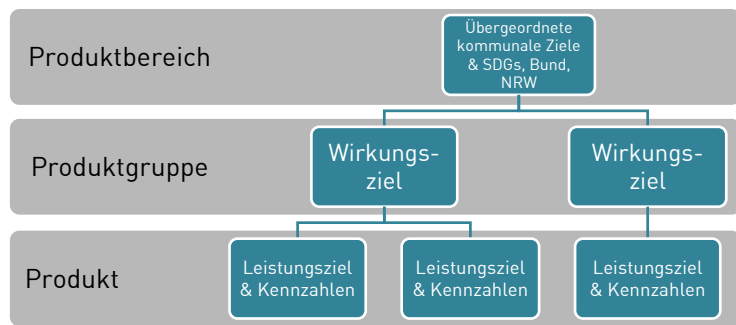 Produktbereich
Übergeordnete
kommunale Ziele
& SDGs, Bund,
NRW
Produktgruppe
Wirkungs-
ziel
Wirkungs-
ziel
Produkt
Leistungsziel
& Kennzahlen
Leistungsziel
& Kennzahlen
Leistungsziel
& Kennzahlen